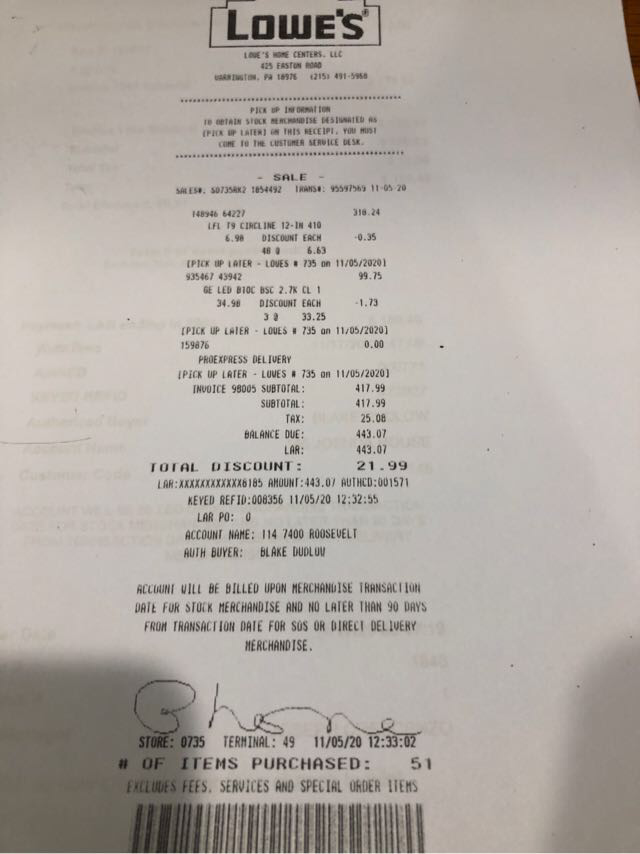 LOWE'S®
LOWE'S HOME CENTERS, LLC
425 EASTON ROAD
WARRINGTON, PA 18976 (215) 491-5960
PICK UP INFORMATION
TO OBTAIN STOCK MERCHANDISE DESIGNATED AS
[PICK UP LATER] ON THIS RECEIPT, YOU MUST
COME TO THE CUSTOMER SERVICE DESK.
- SALE -
SALES#: S0735RK2 1854492 TRANS#: 95597569 11-05-20
148946 64227 318.24
LFL T9 CIRCLINE 12-IN 410
6.98 DISCOUNT EACH -0.35
48 @ 6.63
[PICK UP LATER - LOWES # 735 on 11/05/2020]
935467 43942 99.75
GE LED BIOC BSC 2.7K CL 1
34.98 DISCOUNT EACH -1.73
3 @ 33.25
[PICK UP LATER - LOWES # 735 on 11/05/2020]
159876 0.00
PROEXPRESS DELIVERY
[PICK UP LATER - LOWES # 735 on 11/05/2020]
INVOICE 98005 SUBTOTAL: 417.99
SUBTOTAL: 417.99
TAX: 25.08
BALANCE DUE: 443.07
LAR: 443.07
TOTAL DISCOUNT: 21.99
LAR:XXXXXXXXXXXX6185 AMOUNT:443.07 AUTHCD:001571
KEYED REFID:008356 11/05/20 12:32:55
LAR PO: 0
ACCOUNT NAME: 114 7400 ROOSEVELT
AUTH BUYER: BLAKE DUDLOW
ACCOUNT WILL BE BILLED UPON MERCHANDISE TRANSACTION
DATE FOR STOCK MERCHANDISE AND NO LATER THAN 90 DAYS
FROM TRANSACTION DATE FOR SOS OR DIRECT DELIVERY
MERCHANDISE.
Phone
STORE: 0735 TERMINAL: 49 11/05/20 12:33:02
# OF ITEMS PURCHASED: 51
EXCLUDES FEES, SERVICES AND SPECIAL ORDER ITEMS